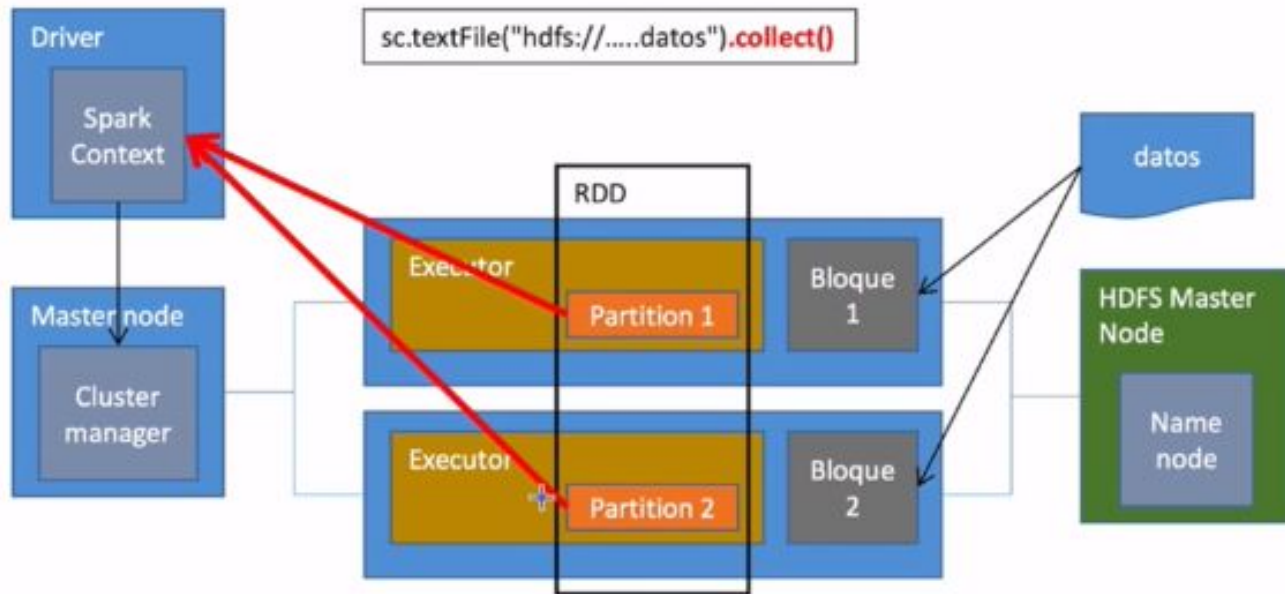 Driver
sc.textFile("hdfs://.....datos").collect()
Spark
Context
datos
RDD
Executor
Partition 1
Bloque
1
Master node
Cluster
manager
HDFS Master
Node
Name
node
Executor
Partition 2
Bloque
2